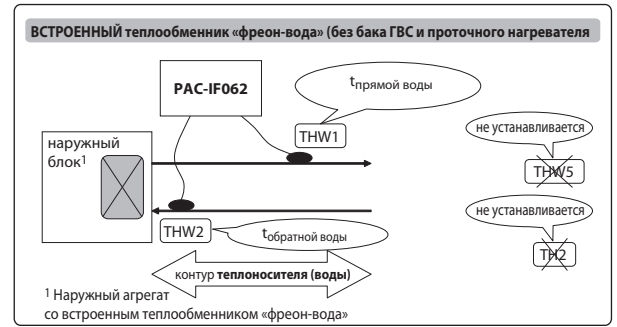 ВСТРОЕННЫЙ теплообменник «фреон-вода» (без бака ГВС и проточного нагревателя
PAC-IF062
tпрямой воды
THW1
наружный
блок1
не устанавливается
THW5
не устанавливается
TH2
THW2
tобратной воды
контур теплоносителя (воды)
1 Наружный агрегат
со встроенным теплообменником «фреон-вода»